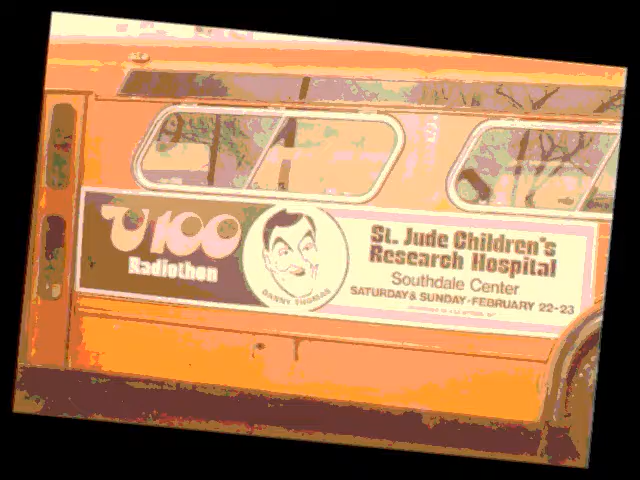 U100
Radiothon
DANNY THOMAS
St. Jude Children's
Research Hospital
Southdale Center
SATURDAY & SUNDAY-FEBRUARY 22-23